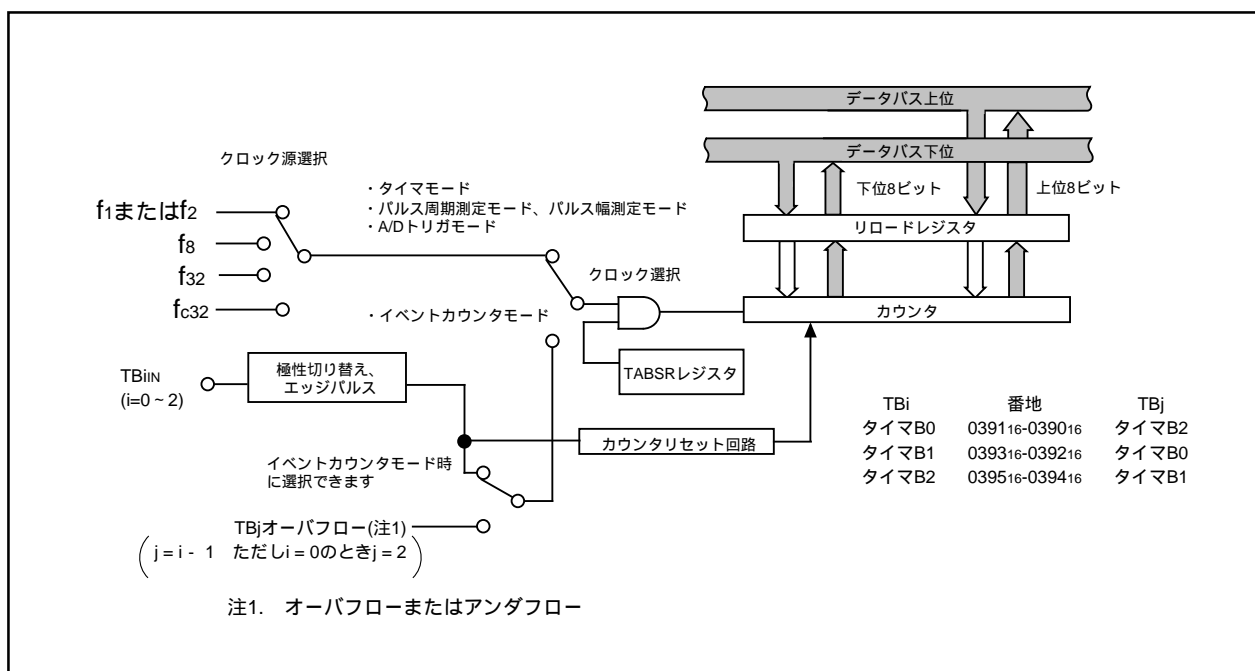 データバス上位
データバス下位
クロック源選択
下位8ビット
上位8ビット
・タイマモード
・パルス周期測定モード、パルス幅測定モード
・A/Dトリガモード
f1またはf2
f8
f32
fc32
リロードレジスタ
クロック選択
カウンタ
・イベントカウンタモード
TABSRレジスタ
TBiIN
(i=0 ~ 2)
極性切り替え、
エッジパルス
カウンタリセット回路
TBi 番地 TBj
タイマB0 039116-039016 タイマB2
タイマB1 039316-039216 タイマB0
タイマB2 039516-039416 タイマB1
イベントカウンタモード時
に選択できます
TBjオーバフロー(注1)
( j = i - 1 ただしi = 0のときj = 2 )
注1. オーバフローまたはアンダフロー